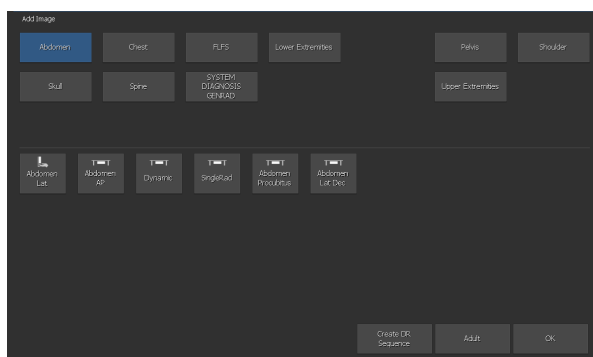 Add Image
Abdomen
Chest
FLFS
Lower Extremities
Pelvis
Shoulder
Skull
Spine
SYSTEM
DIAGNOSIS
GENRAD
Upper Extremities
Abdomen
Lat
Abdomen
AP
Dynamic
SingleRad
Abdomen
Procubitus
Abdomen
Lat Dec
Create DR
Sequence
Adult
OK